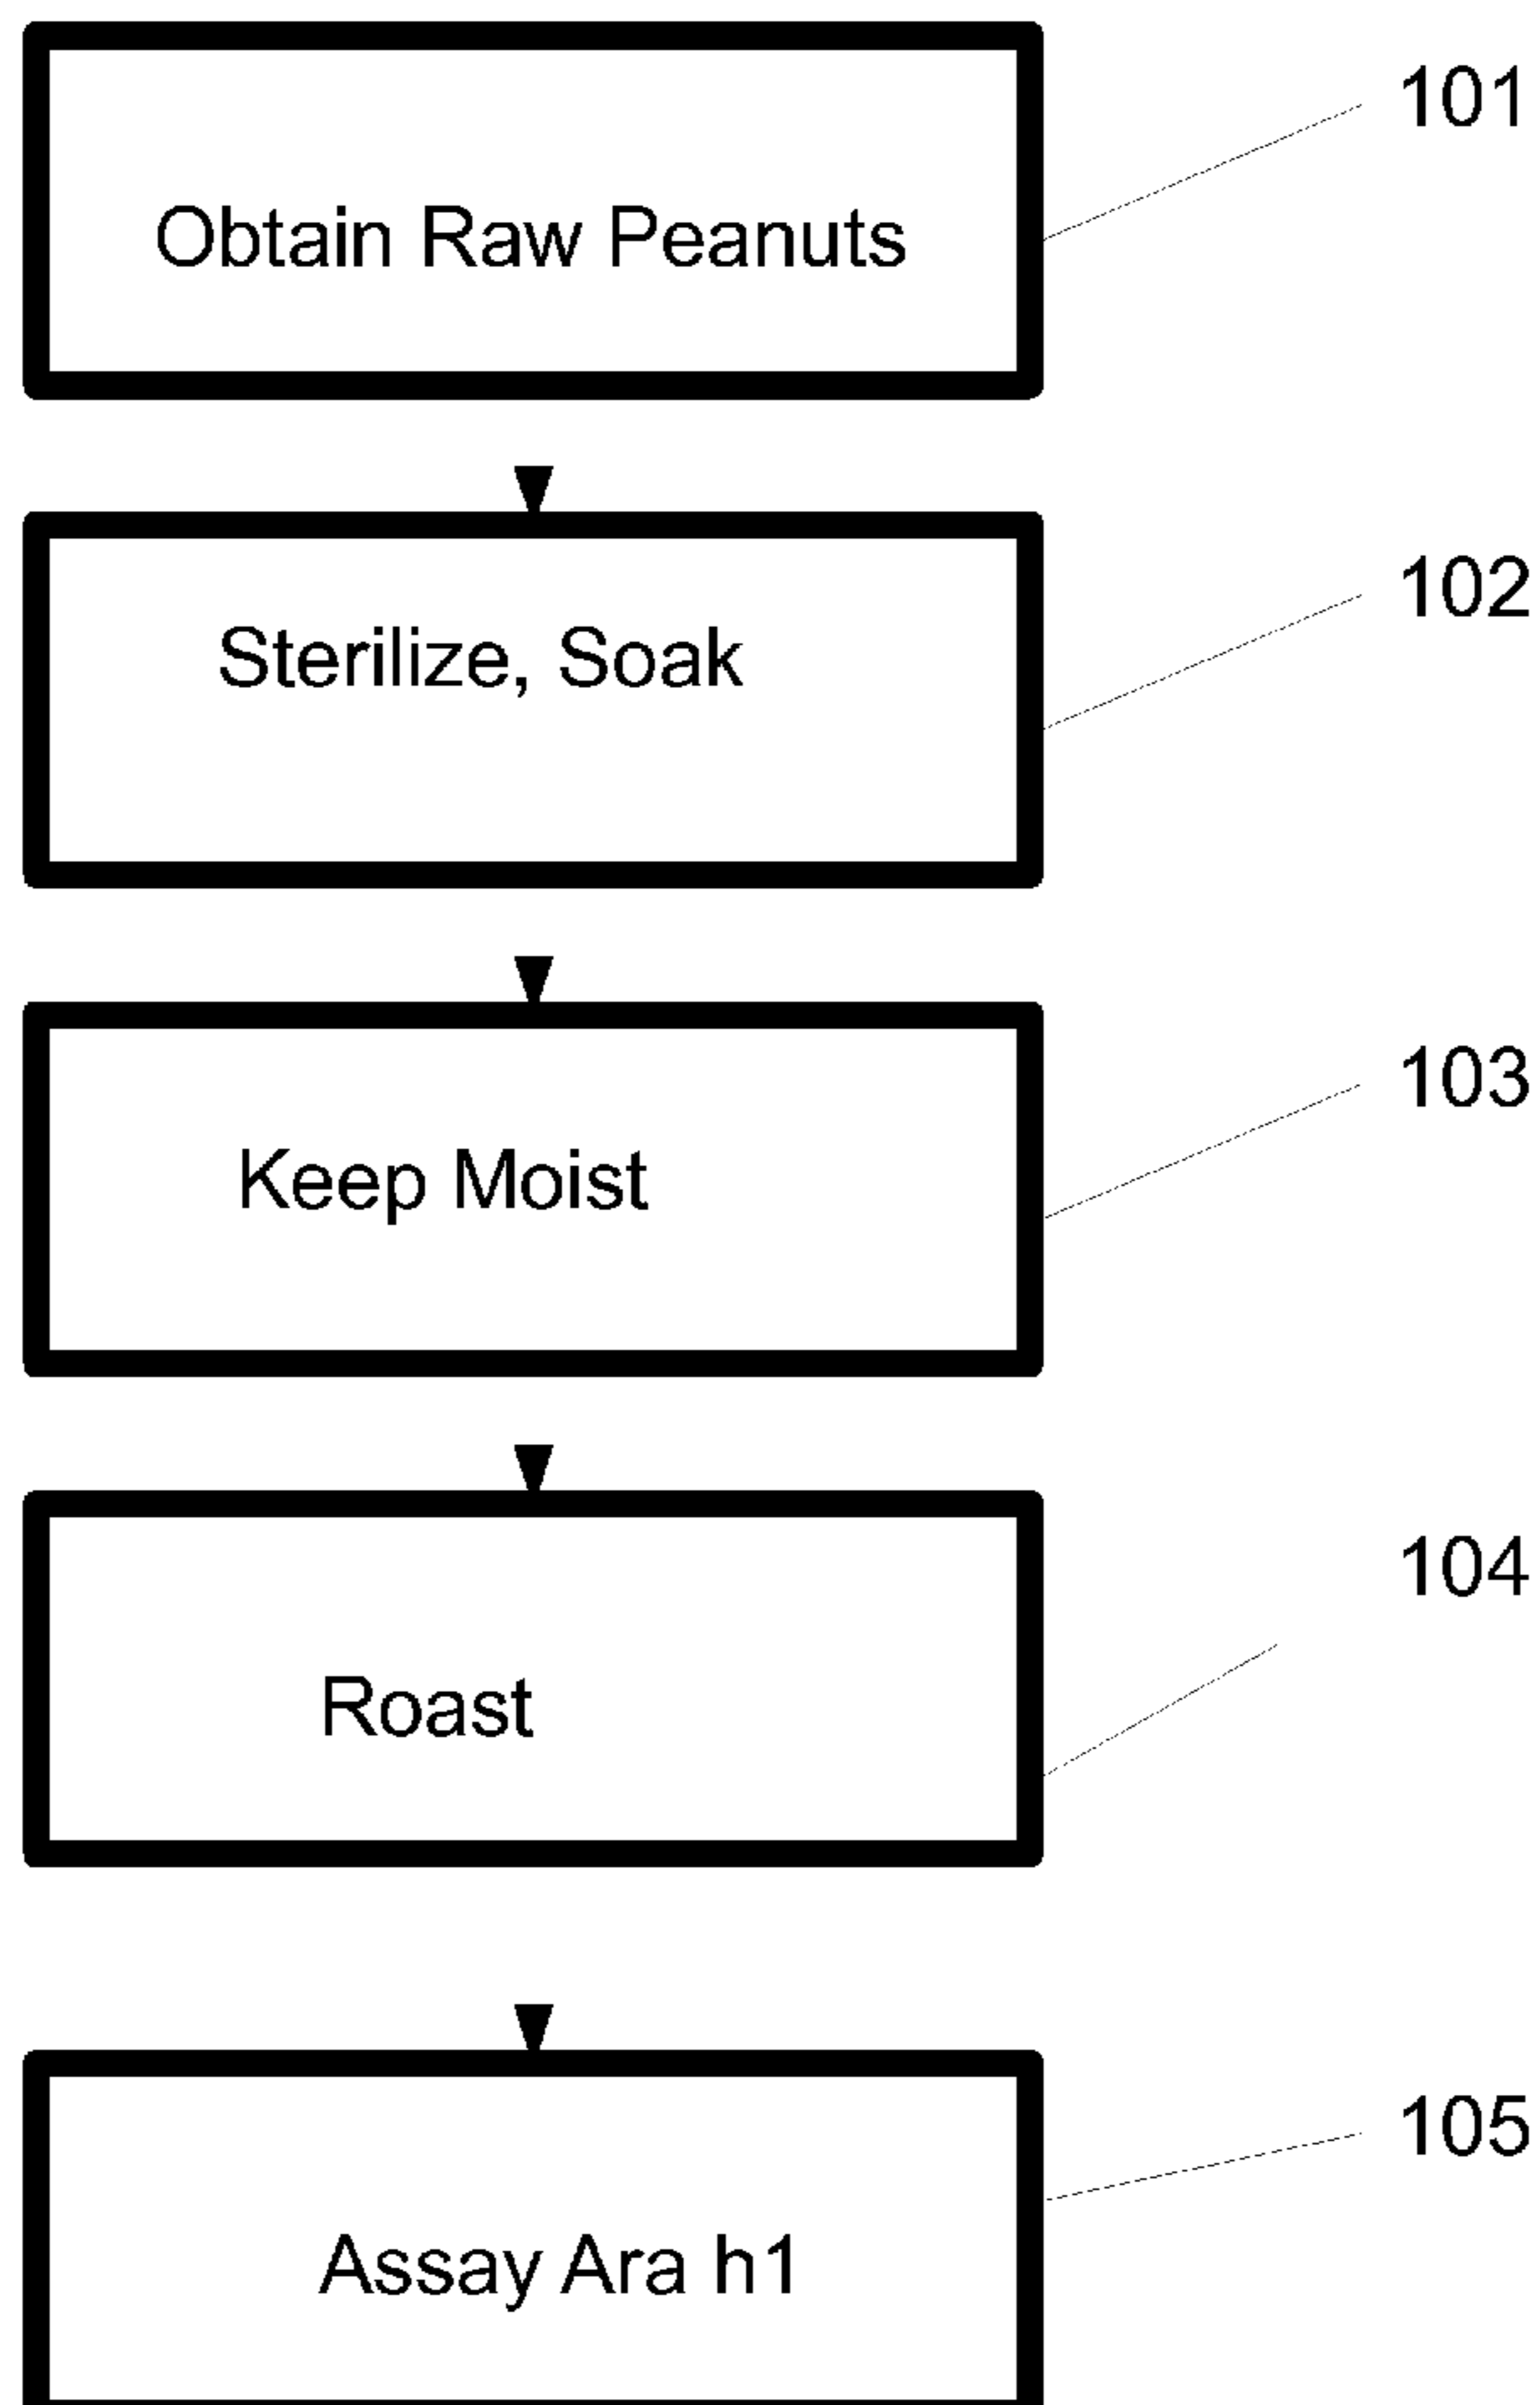 101
Obtain Raw Peanuts
102
Sterilize, Soak
103
Keep Moist
104
Roast
105
Assay Ara h1